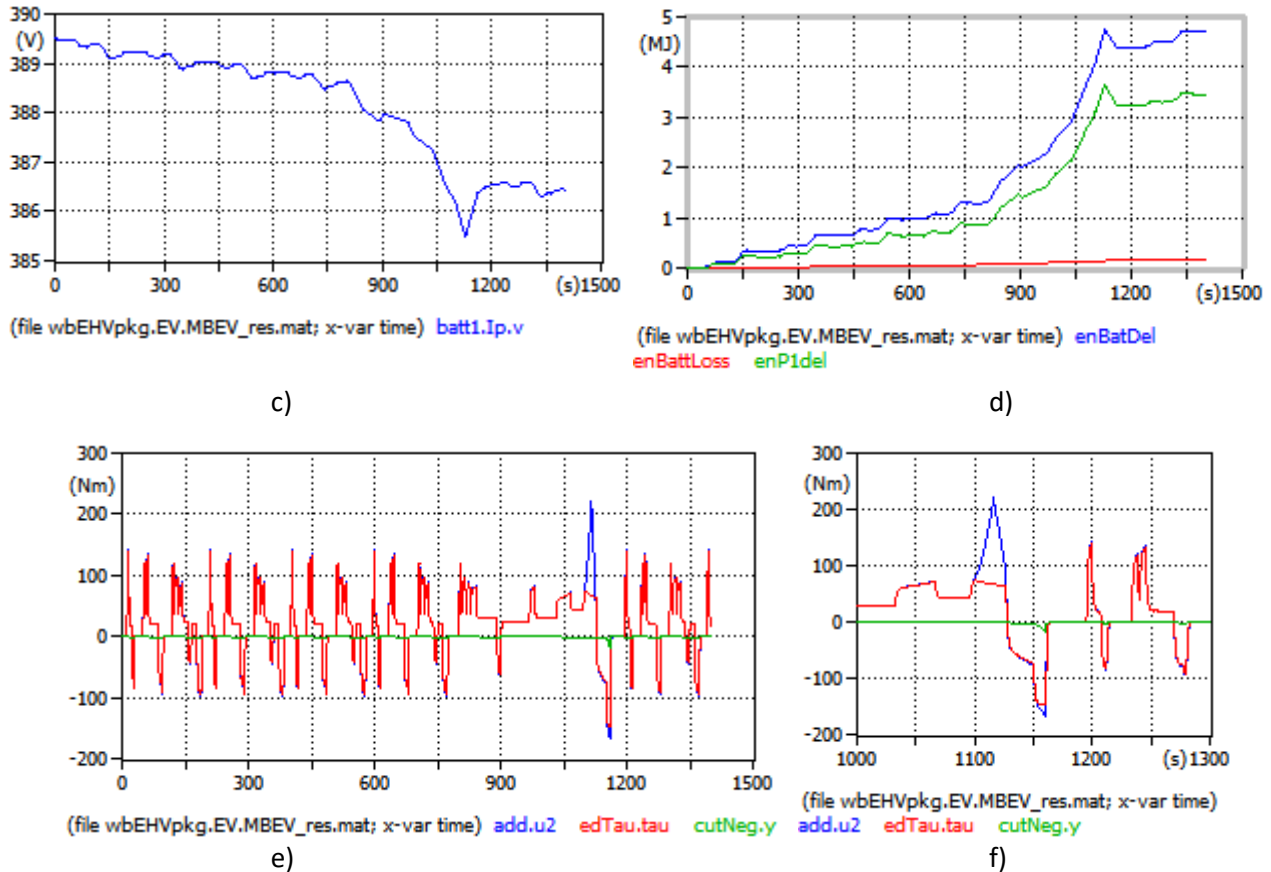 390
(V)
389
388
387
386
385
0 300 600 900 1200 (s) 1500
(file wbEHVpkg.EV.MBEV_res.mat; x-var time) batt1.Ip.v
c)
5
(MJ)
4
3
2
1
0
0 300 600 900 1200 (s) 1500
(file wbEHVpkg.EV.MBEV_res.mat; x-var time) enBatDel
enBattLoss enP1del
d)
300
(Nm)
200
100
0
-100
-200
0 300 600 900 1200 1500
(file wbEHVpkg.EV.MBEV_res.mat; x-var time) add.u2 edTau.tau cutNeg.y
e)
300
(Nm)
200
100
0
-100
-200
1000 1100 1200 (s) 1300
(file wbEHVpkg.EV.MBEV_res.mat; x-var time)
add.u2 edTau.tau cutNeg.y
f)